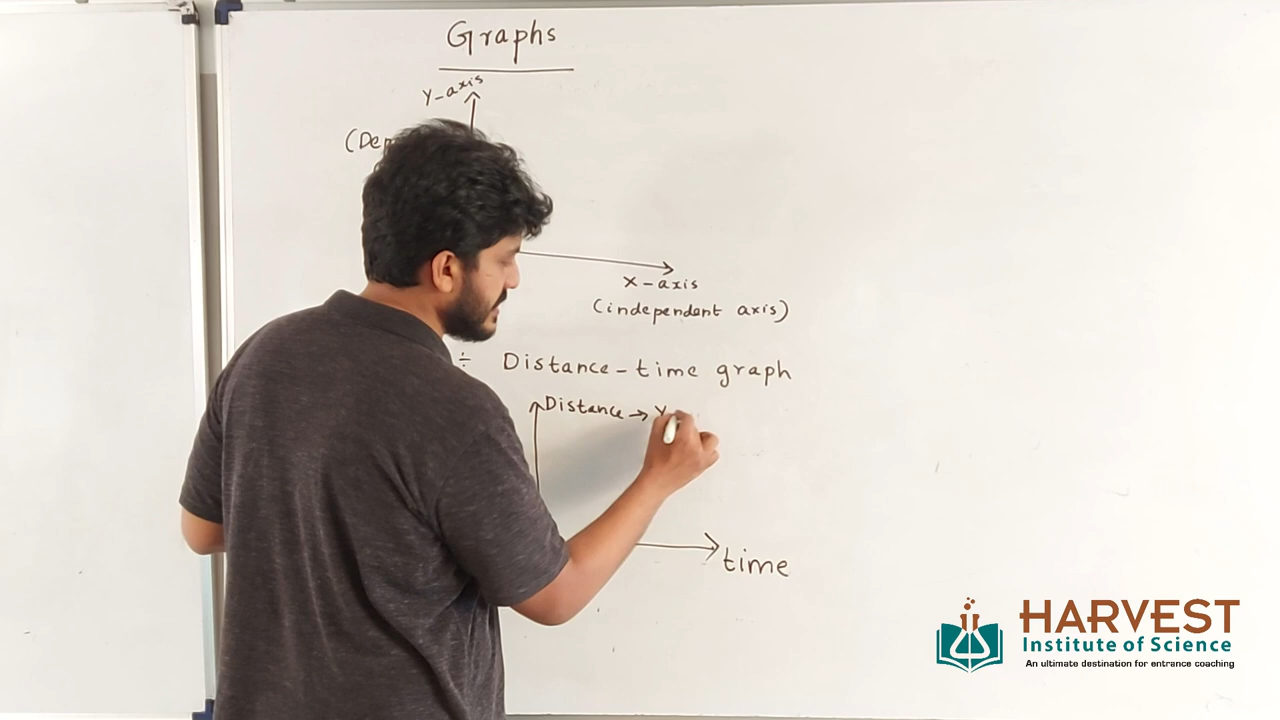 Graphs
Y-axis
X-axis
(independent axis)
÷ Distance-time graph
Distance → Y
time
HARVEST
Institute of Science
An ultimate destination for entrance coaching